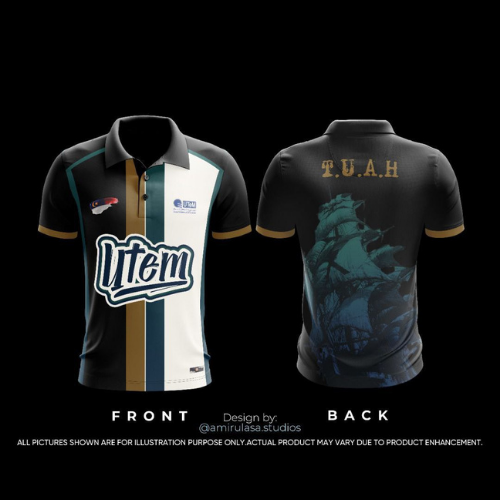 T.U.A.H
UTeM
Utem
FRONT
BACK
Design by:
@amirulasa.studios
ALL PICTURES SHOWN ARE FOR ILLUSTRATION PURPOSE ONLY.ACTUAL PRODUCT MAY VARY DUE TO PRODUCT ENHANCEMENT.